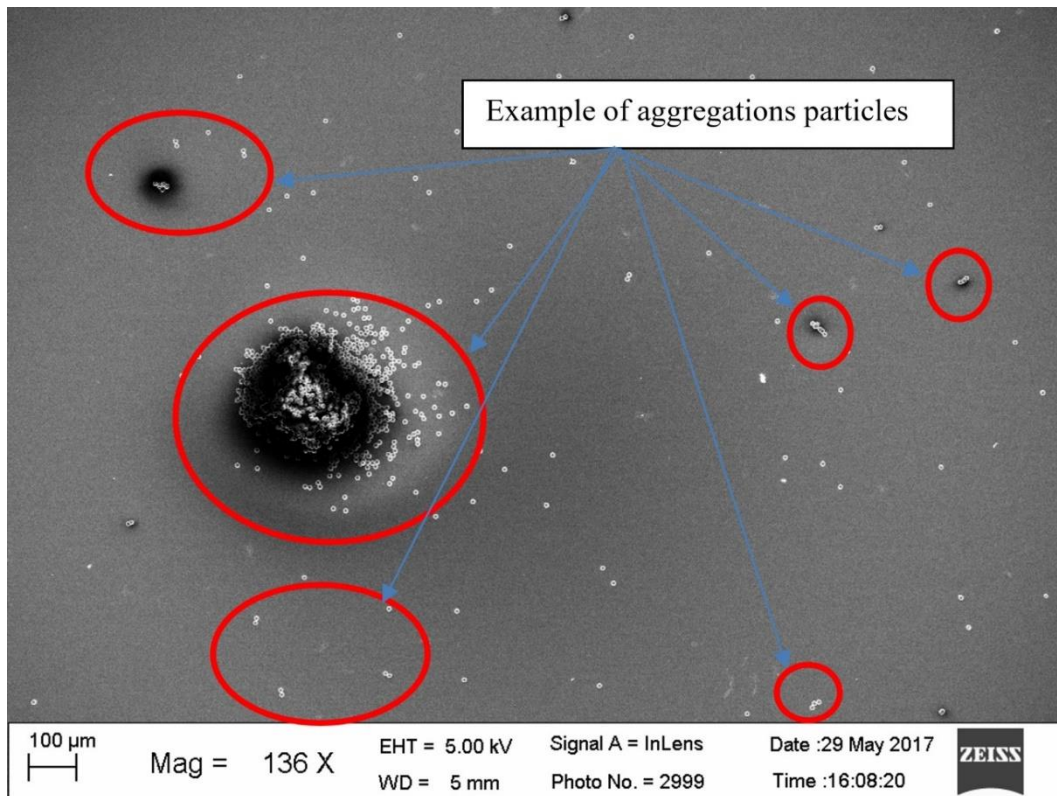 Example of aggregations particles
100 µm
Mag = 136 X
EHT = 5.00 kV
WD = 5 mm
Signal A = InLens
Photo No. = 2999
Date :29 May 2017
Time :16:08:20
ZEISS